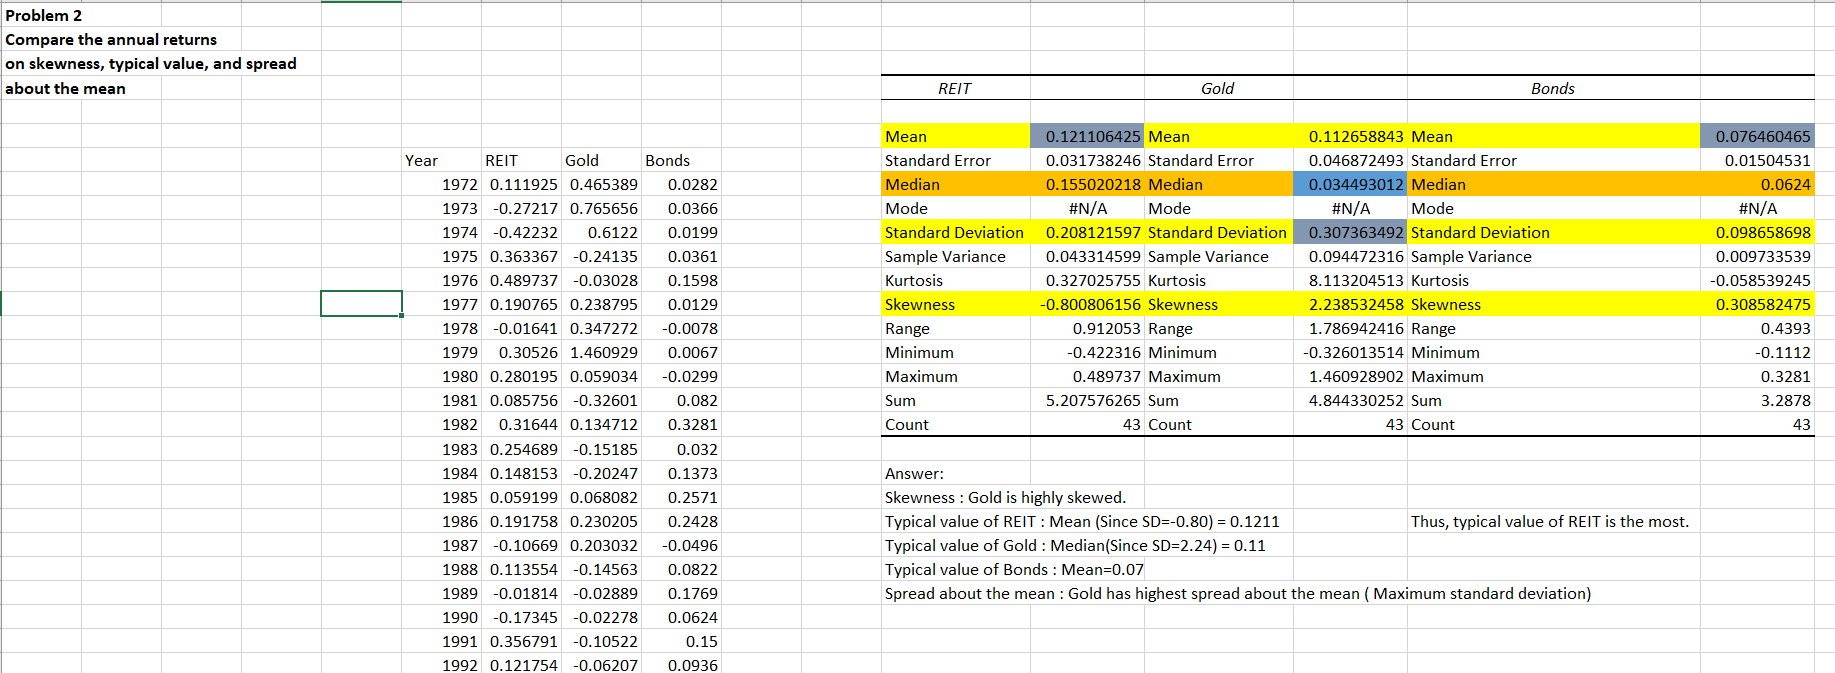 Problem 2
Compare the annual returns
on skewness, typical value, and spread
about the mean REIT Gold Bonds
Mean 0.121106425 Mean 0.112658843 Mean 0.076460465
Year REIT Gold Bonds Standard Error 0.031738246 Standard Error 0.046872493 Standard Error 0.01504531
1972 0.111925 0.465389 0.0282 Median 0.155020218 Median 0.034493012 Median 0.0624
1973 -0.27217 0.765656 0.0366 Mode #N/A Mode #N/A Mode #N/A
1974 -0.42232 0.6122 0.0199 Standard Deviation 0.208121597 Standard Deviation 0.307363492 Standard Deviation 0.098658698
1975 0.363367 -0.24135 0.0361 Sample Variance 0.043314599 Sample Variance 0.094472316 Sample Variance 0.009733539
1976 0.489737 -0.03028 0.1598 Kurtosis 0.327025755 Kurtosis 8.113204513 Kurtosis -0.058539245
1977 0.190765 0.238795 0.0129 Skewness -0.800806156 Skewness 2.238532458 Skewness 0.308582475
1978 -0.01641 0.347272 -0.0078 Range 0.912053 Range 1.786942416 Range 0.4393
1979 0.30526 1.460929 0.0067 Minimum -0.422316 Minimum -0.326013514 Minimum -0.1112
1980 0.280195 0.059034 -0.0299 Maximum 0.489737 Maximum 1.460928902 Maximum 0.3281
1981 0.085756 -0.32601 0.082 Sum 5.207576265 Sum 4.844330252 Sum 3.2878
1982 0.31644 0.134712 0.3281 Count 43 Count 43 Count 43
1983 0.254689 -0.15185 0.032
1984 0.148153 -0.20247 0.1373 Answer:
1985 0.059199 0.068082 0.2571 Skewness : Gold is highly skewed.
1986 0.191758 0.230205 0.2428 Typical value of REIT : Mean (Since SD=-0.80) = 0.1211 Thus, typical value of REIT is the most.
1987 -0.10669 0.203032 -0.0496 Typical value of Gold : Median(Since SD=2.24) = 0.11
1988 0.113554 -0.14563 0.0822 Typical value of Bonds : Mean=0.07
1989 -0.01814 -0.02889 0.1769 Spread about the mean : Gold has highest spread about the mean ( Maximum standard deviation)
1990 -0.17345 -0.02278 0.0624
1991 0.356791 -0.10522 0.15
1992 0.121754 -0.06207 0.0936